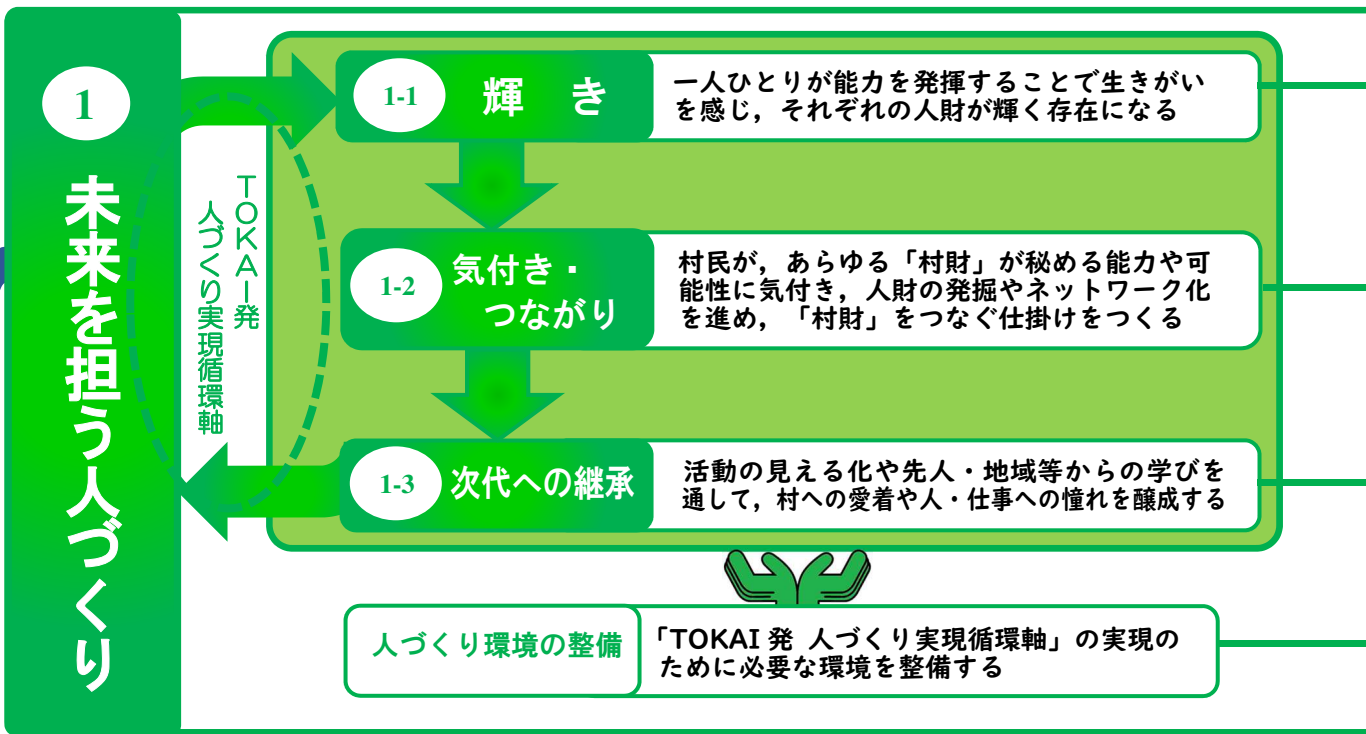 1
未来を担う人づくり
TOKAI発
人づくり実現循環軸
1-1
輝 き
一人ひとりが能力を発揮することで生きがい
を感じ，それぞれの人財が輝く存在になる
1-2
気付き・
つながり
村民が，あらゆる「村財」が秘める能力や可
能性に気付き，人財の発掘やネットワーク化
を進め，「村財」をつなぐ仕掛けをつくる
1-3
次代への継承
活動の見える化や先人・地域等からの学びを
通して，村への愛着や人・仕事への憧れを醸成する
人づくり環境の整備
「TOKAI 発 人づくり実現循環軸」の実現の
ために必要な環境を整備する